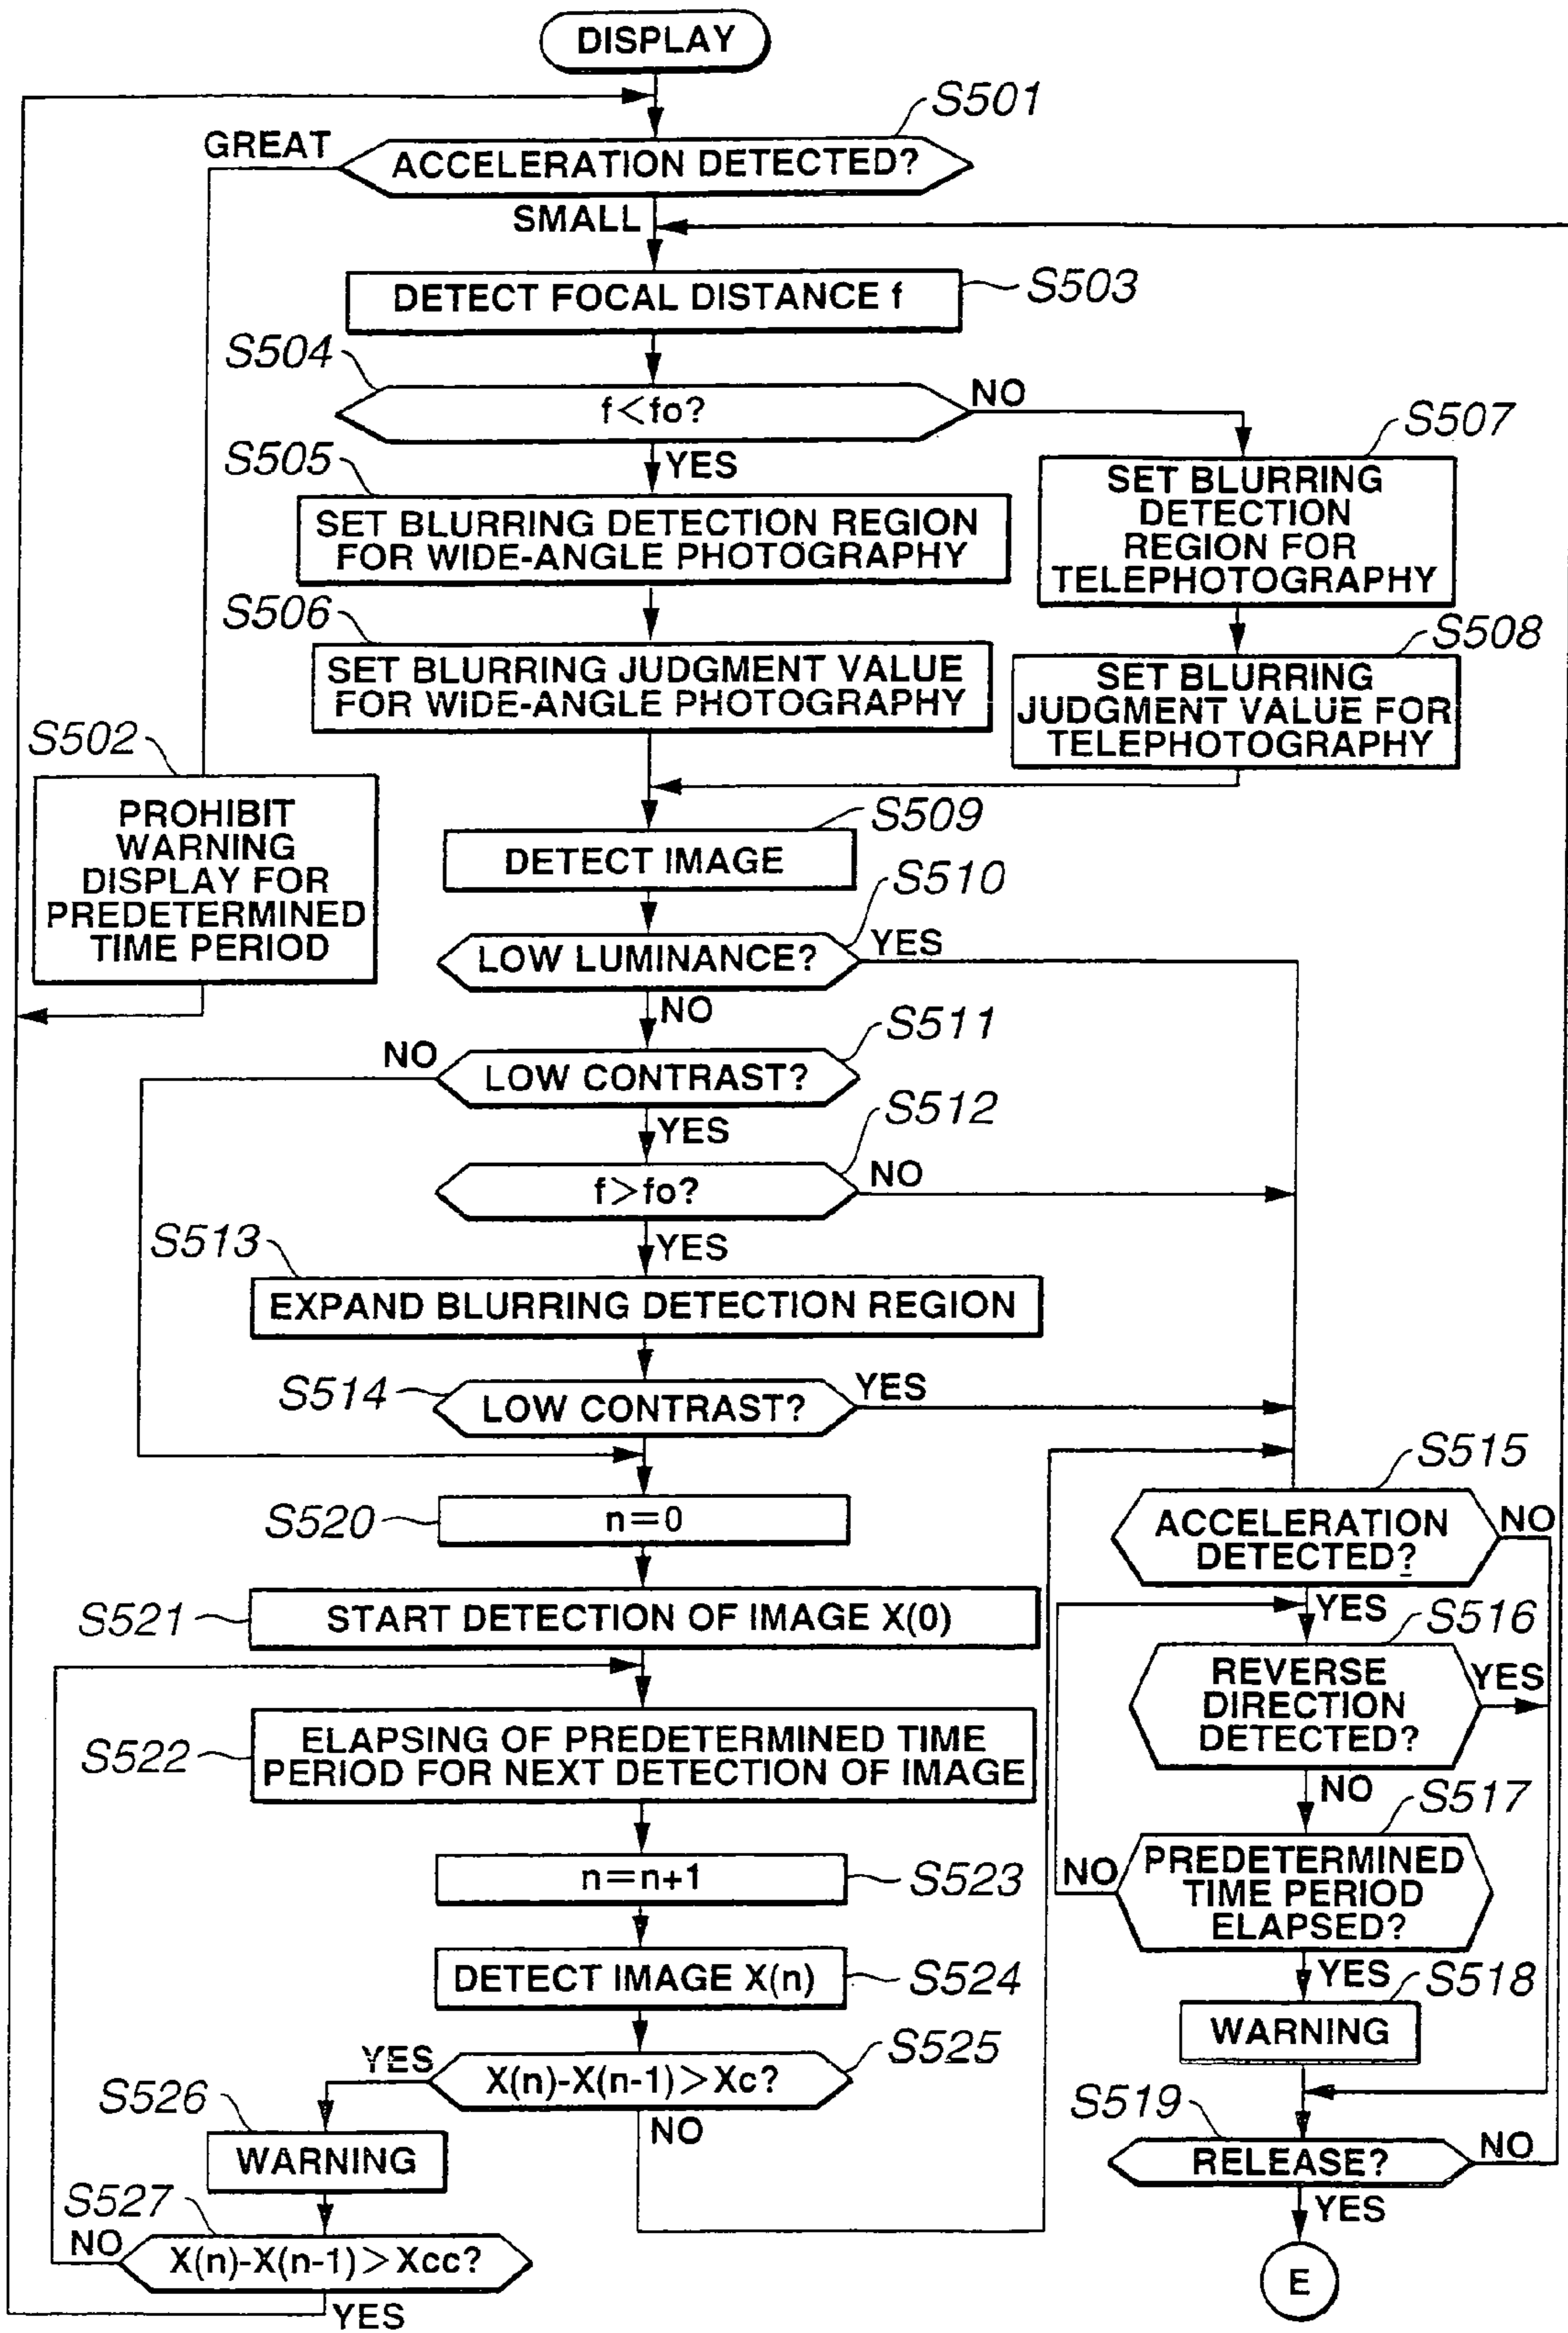 DISPLAY
S501
GREAT
ACCELERATION DETECTED?
SMALL
DETECT FOCAL DISTANCE f
S503
S504
f<fo?
NO
YES
S505
SET BLURRING DETECTION REGION
FOR WIDE-ANGLE PHOTOGRAPHY
S507
SET BLURRING
DETECTION
REGION FOR
TELEPHOTOGRAPHY
S506
SET BLURRING JUDGMENT VALUE
FOR WIDE-ANGLE PHOTOGRAPHY
S508
SET BLURRING
JUDGMENT VALUE FOR
TELEPHOTOGRAPHY
S502
PROHIBIT
WARNING
DISPLAY FOR
PREDETERMINED
TIME PERIOD
S509
DETECT IMAGE
S510
LOW LUMINANCE?
YES
NO
S511
NO
LOW CONTRAST?
YES
S512
f>fo?
NO
YES
S513
EXPAND BLURRING DETECTION REGION
S514
LOW CONTRAST?
YES
S520
n=0
S521
START DETECTION OF IMAGE X(0)
S522
ELAPSING OF PREDETERMINED TIME
PERIOD FOR NEXT DETECTION OF IMAGE
n=n+1
S523
DETECT IMAGE X(n)
S524
S525
YES
X(n)-X(n-1)>Xc?
NO
S526
WARNING
S527
NO
X(n)-X(n-1)>Xcc?
YES
S515
ACCELERATION
DETECTED?
NO
YES
S516
REVERSE
DIRECTION
DETECTED?
YES
NO
S517
PREDETERMINED
TIME PERIOD
ELAPSED?
NO
YES
S518
WARNING
S519
RELEASE?
NO
YES
E